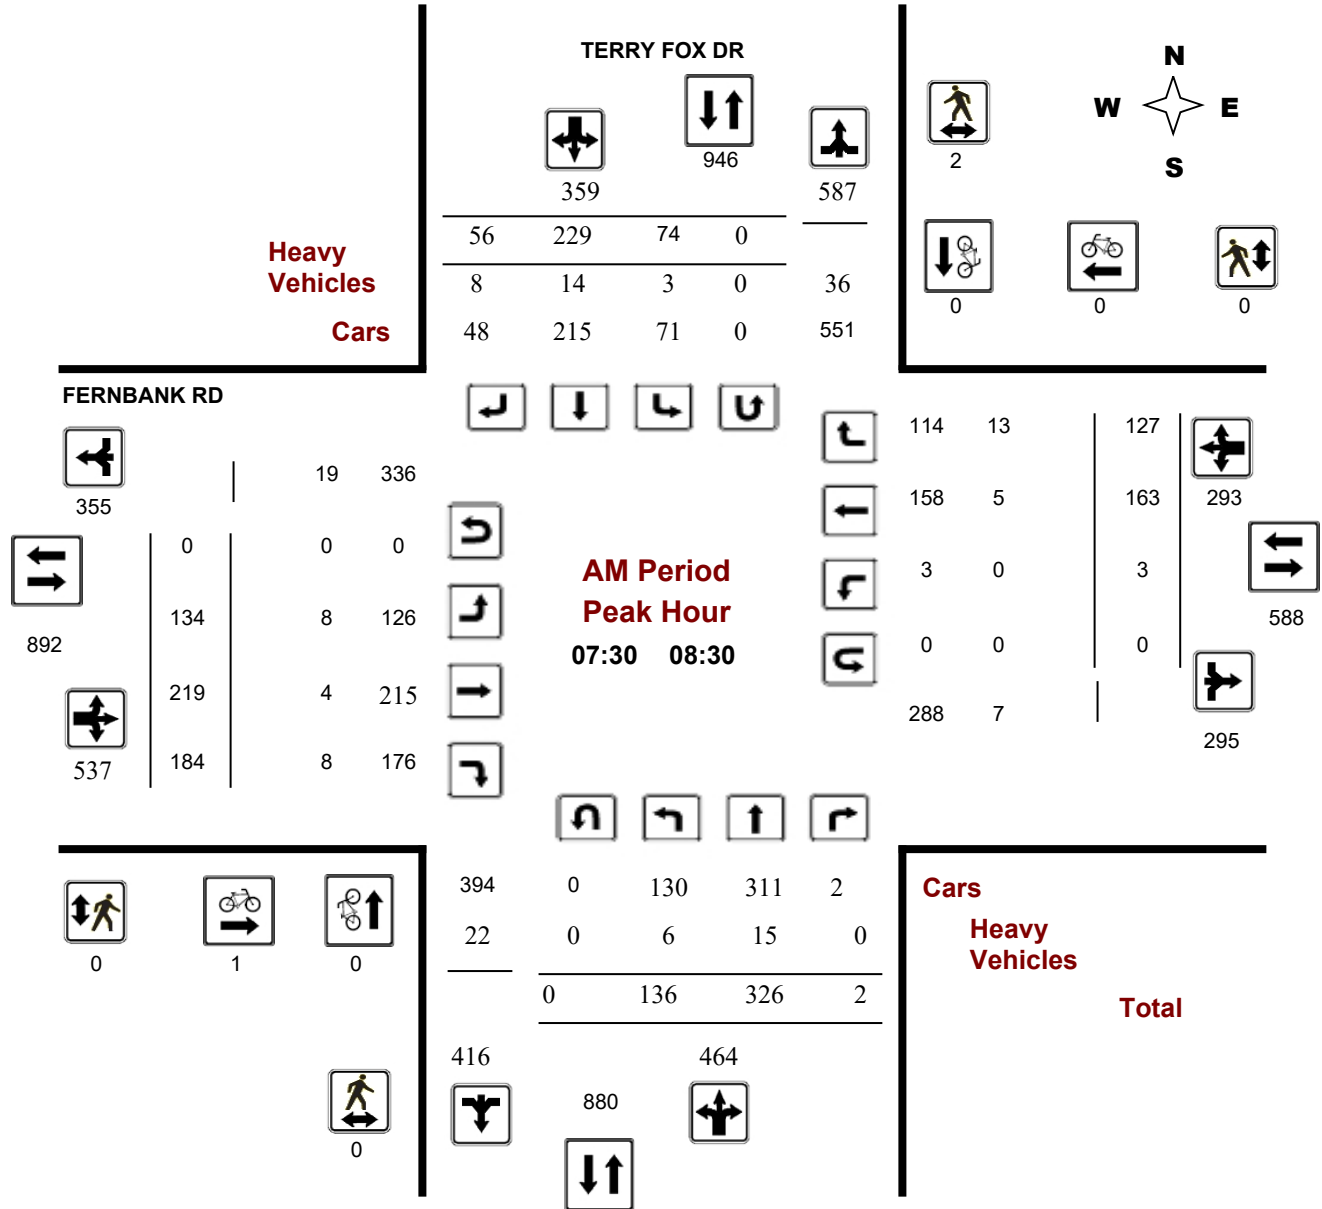 TERRY FOX DR
N
W E
S
946
2
359 587
56 229 74 0
Heavy
Vehicles
8 14 3 0 36
0 0 0
Cars
48 215 71 0 551
FERNBANK RD
114 13 127
19 336
355
158 5 163 293
0 0 0
AM Period
Peak Hour
07:30 08:30
3 0 3
134 8 126
588
892
0 0 0
219 4 215
288 7
295
537
184 8 176
394 0 130 311 2
Cars
22 0 6 15 0
Heavy
Vehicles
0 1 0
0 136 326 2
Total
416 464
880
0